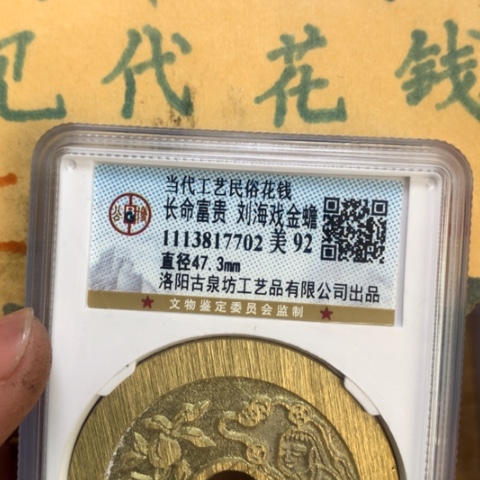 代花钱
当代工艺民俗花钱
长命富贵 刘海戏金蟾
1113817702 美 92
直径47.3mm
洛阳古泉坊工艺品有限公司出品
★ 文物鉴定委员会监制 ★